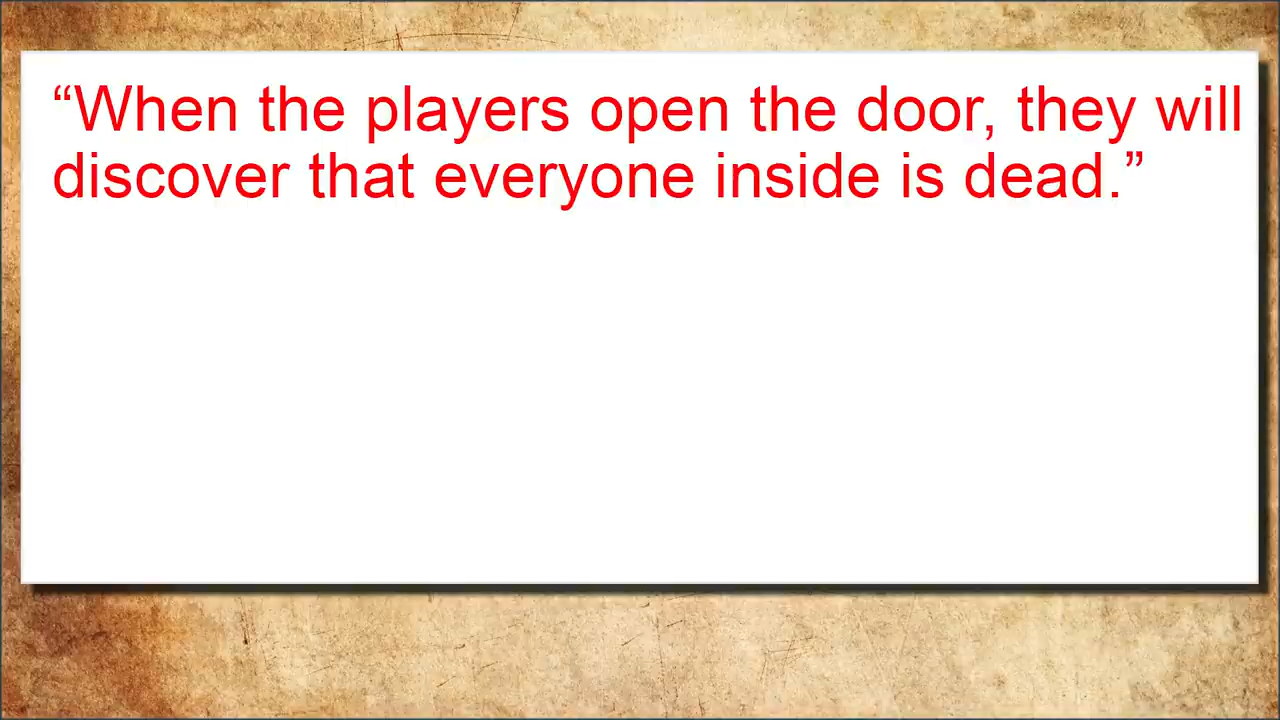 “When the players open the door, they will
discover that everyone inside is dead.”